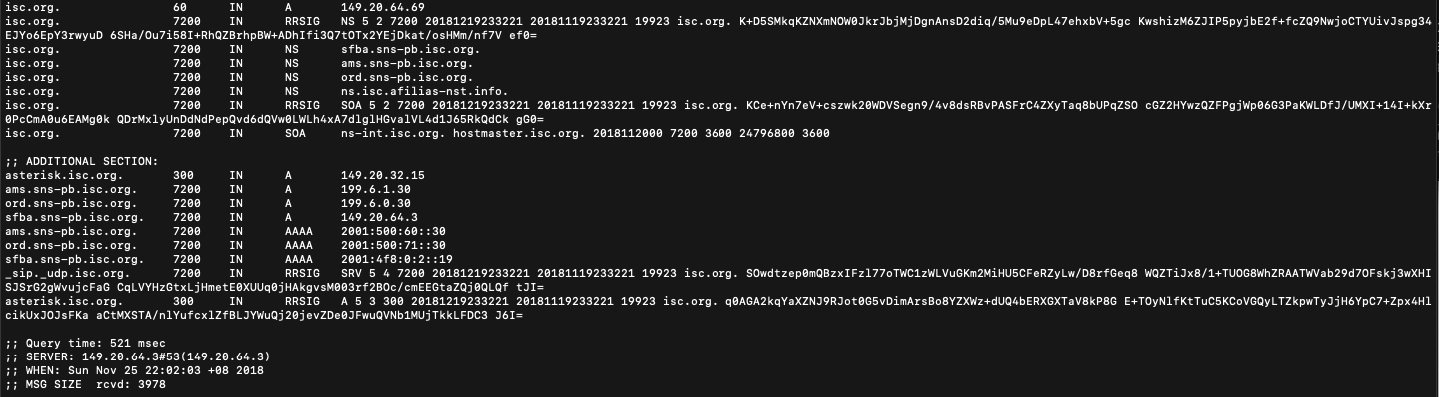 isc.org. 60 IN A 149.20.64.69
isc.org. 7200 IN RRSIG NS 5 2 7200 20181219233221 20181119233221 19923 isc.org. K+D5SMkqKZNXmNOW0JkrJbjMjDgnAnsD2diq/5Mu9eDpL47ehxbV+5gc KwshizM6ZJIP5pyjbE2f+fcZQ9NwjoCTYUivJspg34
EJYo6EpY3rwyuD 6SHa/Ou7i58I+RhQZBrhpBW+ADhIfi3Q7tOTx2YEjDkat/osHMm/nf7V ef0=
isc.org. 7200 IN NS sfba.sns-pb.isc.org.
isc.org. 7200 IN NS ams.sns-pb.isc.org.
isc.org. 7200 IN NS ord.sns-pb.isc.org.
isc.org. 7200 IN NS ns.isc.afilias-nst.info.
isc.org. 7200 IN RRSIG SOA 5 2 7200 20181219233221 20181119233221 19923 isc.org. KCe+nYn7eV+cszwk20WDVSegn9/4v8dsRBvPASFrC4ZXyTaq8bUPqZSO cGZ2HYwzQZFPgjWp06G3PaKWLDfJ/UMXI+14I+kXr
0PcCmA0u6EAMg0k QDrMxlyUnDdNdPepQvd6dQVw0LWLh4xA7dlglHGvalVL4d1J65RkQdCk gG0=
isc.org. 7200 IN SOA ns-int.isc.org. hostmaster.isc.org. 2018112000 7200 3600 24796800 3600

;; ADDITIONAL SECTION:
asterisk.isc.org. 300 IN A 149.20.32.15
ams.sns-pb.isc.org. 7200 IN A 199.6.1.30
ord.sns-pb.isc.org. 7200 IN A 199.6.0.30
sfba.sns-pb.isc.org. 7200 IN A 149.20.64.3
ams.sns-pb.isc.org. 7200 IN AAAA 2001:500:60::30
ord.sns-pb.isc.org. 7200 IN AAAA 2001:500:71::30
sfba.sns-pb.isc.org. 7200 IN AAAA 2001:4f8:0:2::19
_sip._udp.isc.org. 7200 IN RRSIG SRV 5 4 7200 20181219233221 20181119233221 19923 isc.org. SOwdtzep0mQBzxIFzl77oTWC1zWLVuGKm2MiHU5CFeRZyLw/D8rfGeq8 WQZTiJx8/1+TUOG8WhZRAATWVab29d7OFskj3wXHI
SJSrG2gWvujcFaG CqLVYHzGtxLjHmetE0XUUq0jHAkgvsM003rf2BOc/cmEEGtaZQj0QLQf tJI=
asterisk.isc.org. 300 IN RRSIG A 5 3 300 20181219233221 20181119233221 19923 isc.org. q0AGA2kqYaXZNJ9RJot0G5vDimArsBo8YZXWz+dUQ4bERXGXTaV8kP8G E+TOyNlfKtTuC5KCoVGQyLTZkpwTyJjH6YpC7+Zpx4Hl
cikUxJOJsFKa aCtMXSTA/nlYufcxlZfBLJYWuQj20jevZDe0JFwuQVNb1MUjTkkLFDC3 J6I=

;; Query time: 521 msec
;; SERVER: 149.20.64.3#53(149.20.64.3)
;; WHEN: Sun Nov 25 22:02:03 +08 2018
;; MSG SIZE rcvd: 3978